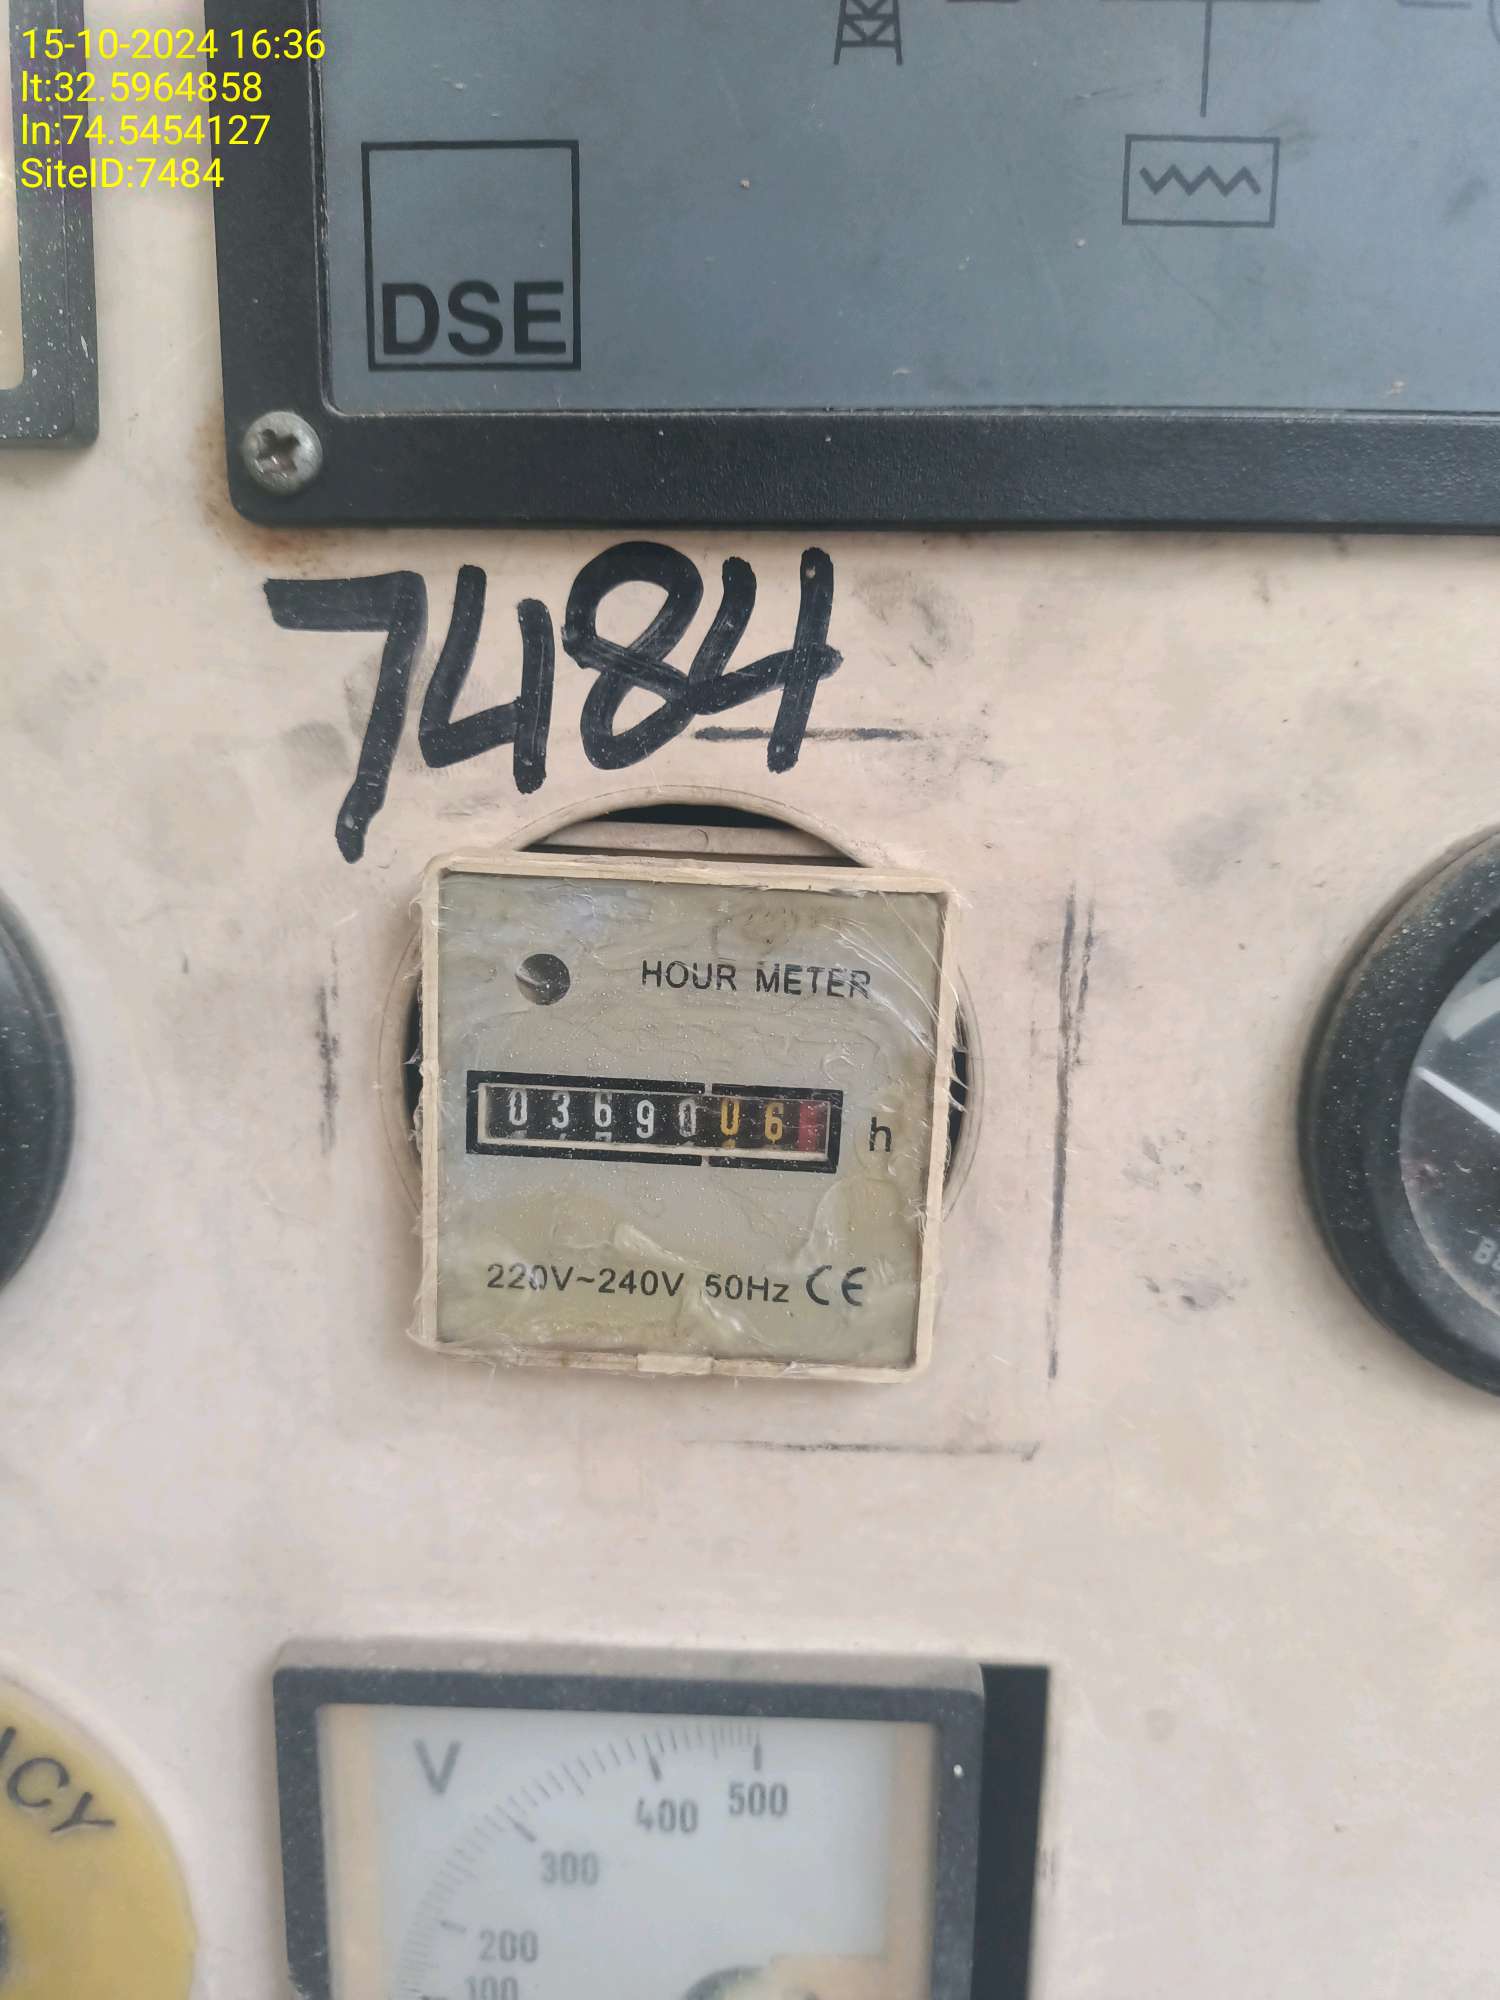 15-10-2024 16:36
lt:32.5964858
ln:74.5454127
SiteID:7484
DSE
7484
HOUR METER
0369006 h
220V~240V 50Hz CE
V
500
400
300
200
100